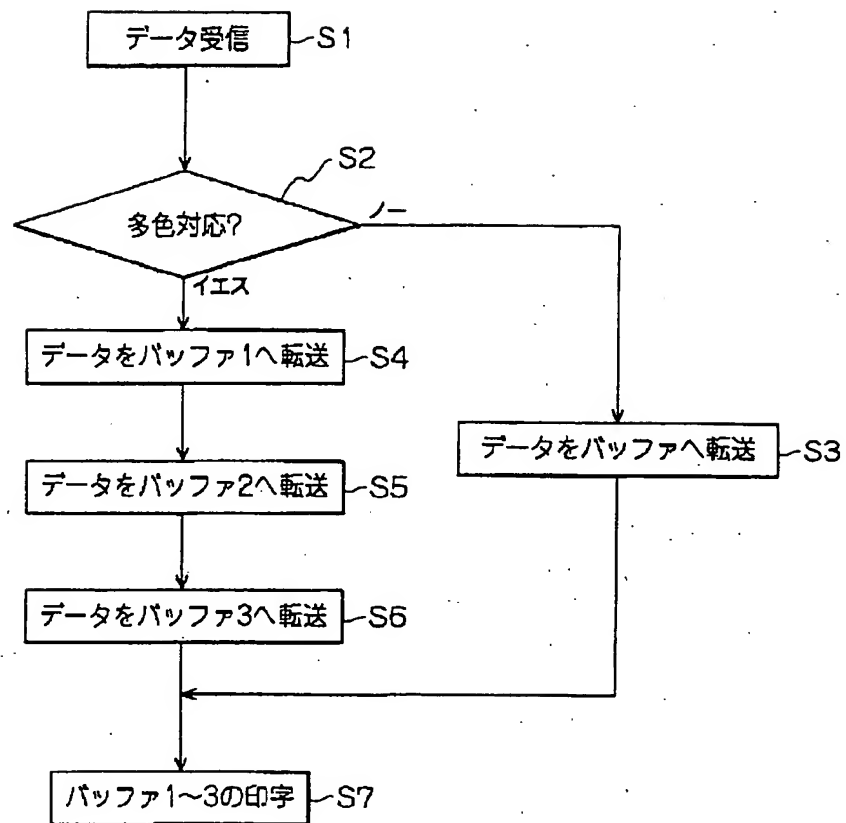 データ受信 S1
S2
多色対応? ノー
イエス
データをバッファ1へ転送 S4
データをバッファへ転送 S3
データをバッファ2へ転送 S5
データをバッファ3へ転送 S6
バッファ1~3の印字 S7